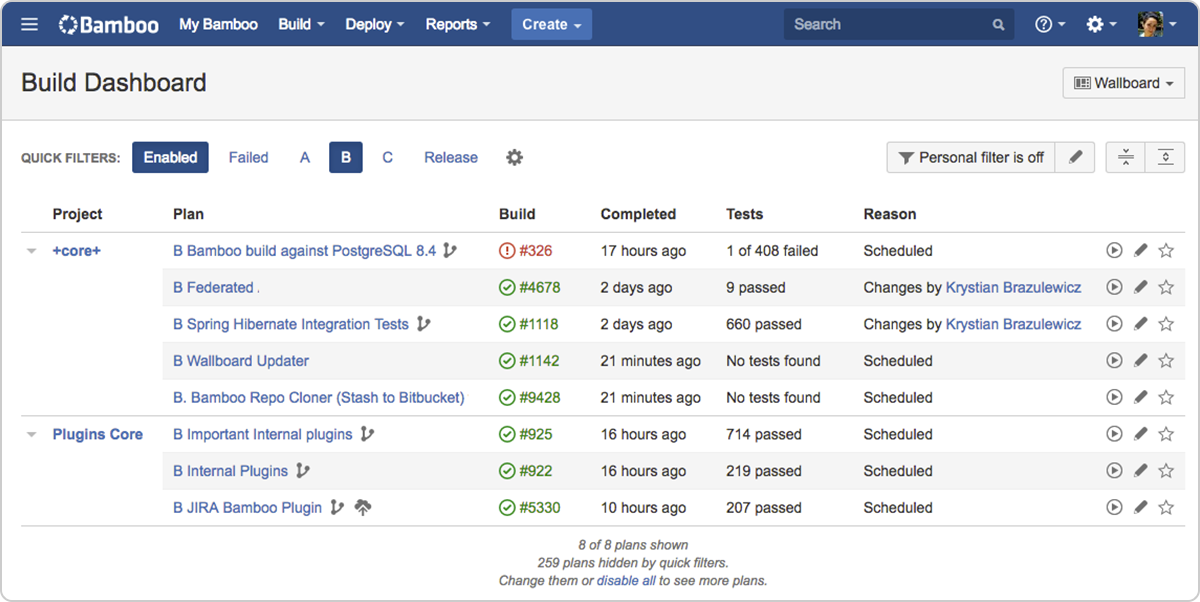 Bamboo My Bamboo Build Deploy Reports Create Search
Build Dashboard Wallboard
QUICK FILTERS: Enabled Failed A B C Release Personal filter is off
Project Plan Build Completed Tests Reason
+core+ B Bamboo build against PostgreSQL 8.4 #326 17 hours ago 1 of 408 failed Scheduled
B Federated . #4678 2 days ago 9 passed Changes by Krystian Brazulewicz
B Spring Hibernate Integration Tests #1118 2 days ago 660 passed Changes by Krystian Brazulewicz
B Wallboard Updater #1142 21 minutes ago No tests found Scheduled
B. Bamboo Repo Cloner (Stash to Bitbucket) #9428 21 minutes ago No tests found Scheduled
Plugins Core B Important Internal plugins #925 16 hours ago 714 passed Scheduled
B Internal Plugins #922 16 hours ago 219 passed Scheduled
B JIRA Bamboo Plugin #5330 10 hours ago 207 passed Scheduled
8 of 8 plans shown
259 plans hidden by quick filters.
Change them or disable all to see more plans.